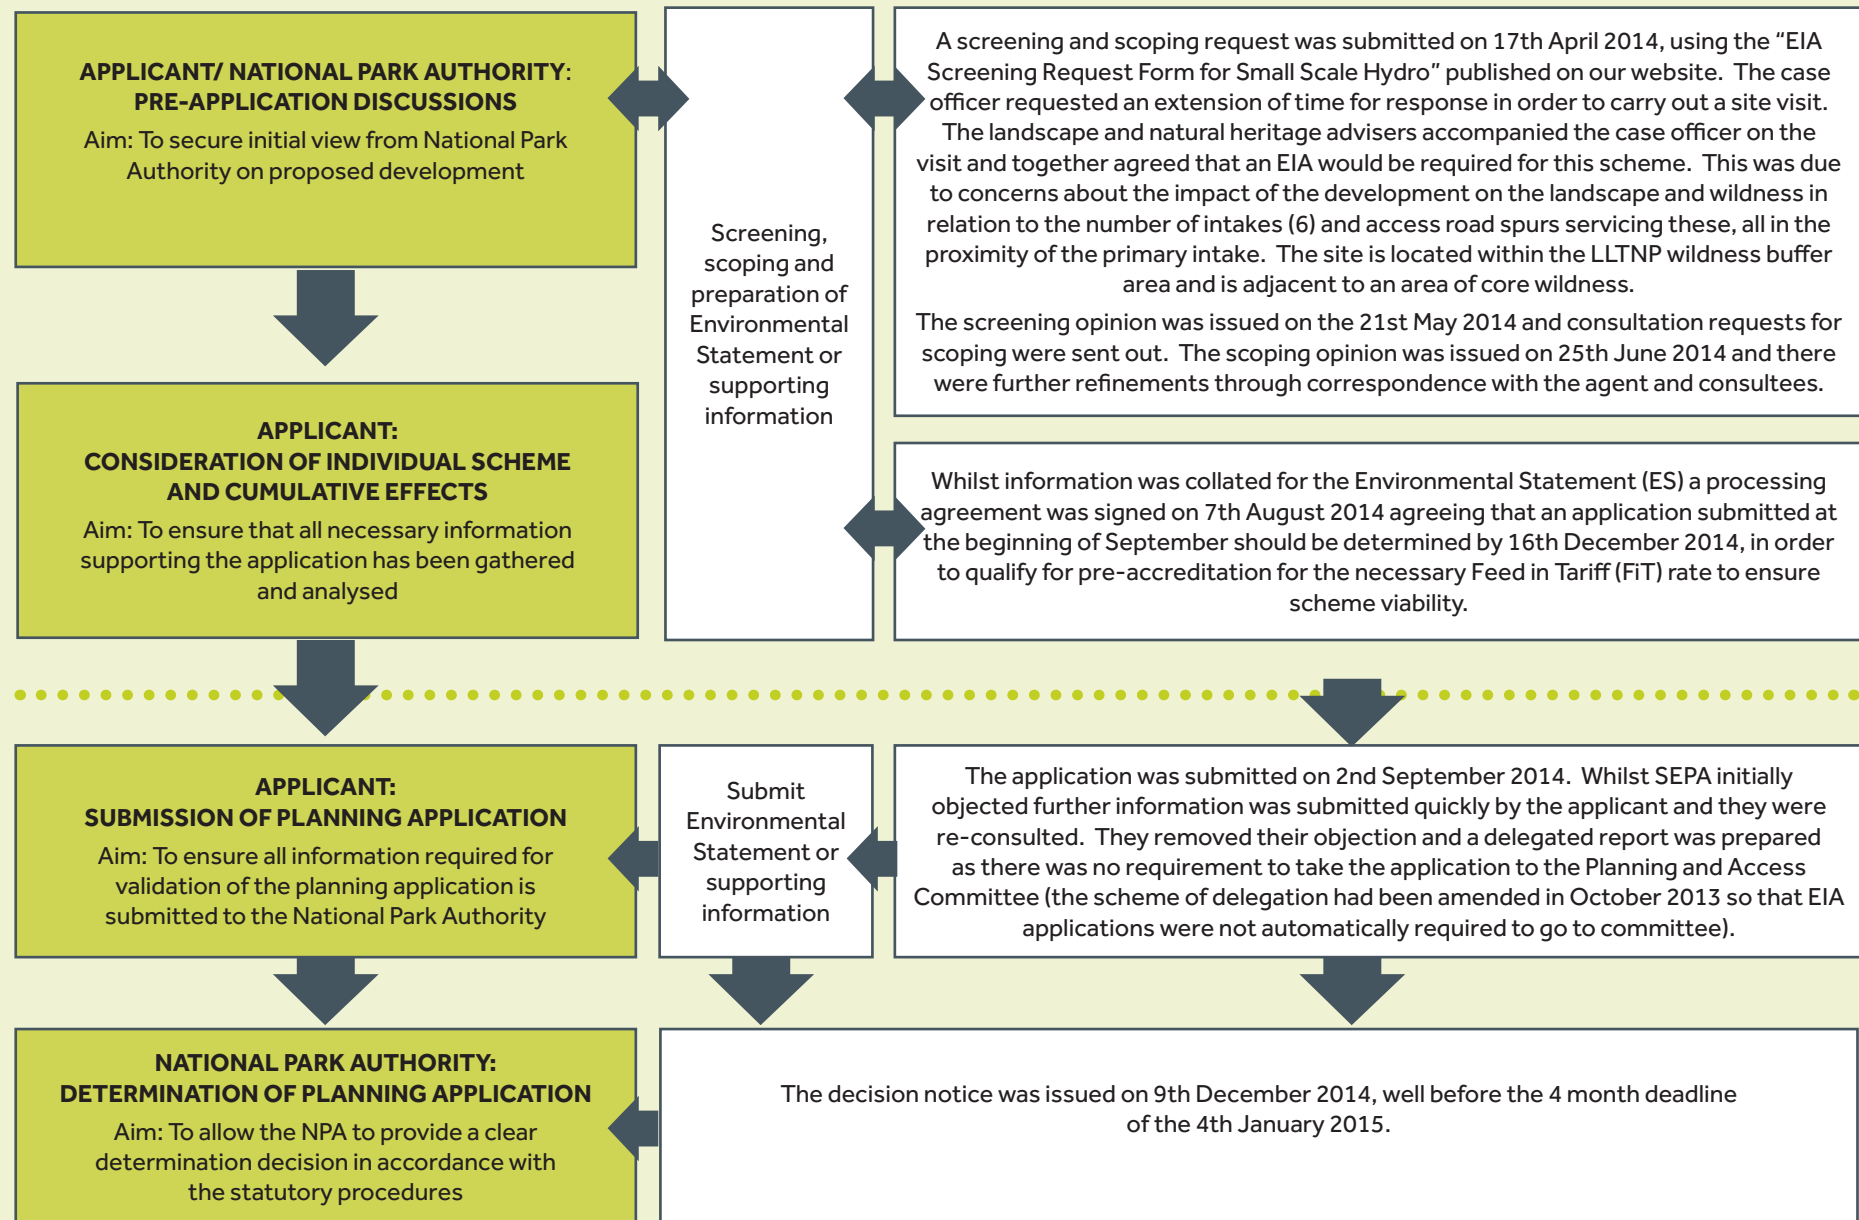 APPLICANT/ NATIONAL PARK AUTHORITY:
PRE-APPLICATION DISCUSSIONS
Aim: To secure initial view from National Park
Authority on proposed development
Screening,
scoping and
preparation of
Environmental
Statement or
supporting
information
A screening and scoping request was submitted on 17th April 2014, using the “EIA
Screening Request Form for Small Scale Hydro” published on our website. The case
officer requested an extension of time for response in order to carry out a site visit.
The landscape and natural heritage advisers accompanied the case officer on the
visit and together agreed that an EIA would be required for this scheme. This was due
to concerns about the impact of the development on the landscape and wildness in
relation to the number of intakes (6) and access road spurs servicing these, all in the
proximity of the primary intake. The site is located within the LLTNP wildness buffer
area and is adjacent to an area of core wildness.
The screening opinion was issued on the 21st May 2014 and consultation requests for
scoping were sent out. The scoping opinion was issued on 25th June 2014 and there
were further refinements through correspondence with the agent and consultees.
APPLICANT:
CONSIDERATION OF INDIVIDUAL SCHEME
AND CUMULATIVE EFFECTS
Aim: To ensure that all necessary information
supporting the application has been gathered
and analysed
Whilst information was collated for the Environmental Statement (ES) a processing
agreement was signed on 7th August 2014 agreeing that an application submitted at
the beginning of September should be determined by 16th December 2014, in order
to qualify for pre-accreditation for the necessary Feed in Tariff (FiT) rate to ensure
scheme viability.
APPLICANT:
SUBMISSION OF PLANNING APPLICATION
Aim: To ensure all information required for
validation of the planning application is
submitted to the National Park Authority
Submit
Environmental
Statement or
supporting
information
The application was submitted on 2nd September 2014. Whilst SEPA initially
objected further information was submitted quickly by the applicant and they were
re-consulted. They removed their objection and a delegated report was prepared
as there was no requirement to take the application to the Planning and Access
Committee (the scheme of delegation had been amended in October 2013 so that EIA
applications were not automatically required to go to committee).
NATIONAL PARK AUTHORITY:
DETERMINATION OF PLANNING APPLICATION
Aim: To allow the NPA to provide a clear
determination decision in accordance with
the statutory procedures
The decision notice was issued on 9th December 2014, well before the 4 month deadline
of the 4th January 2015.